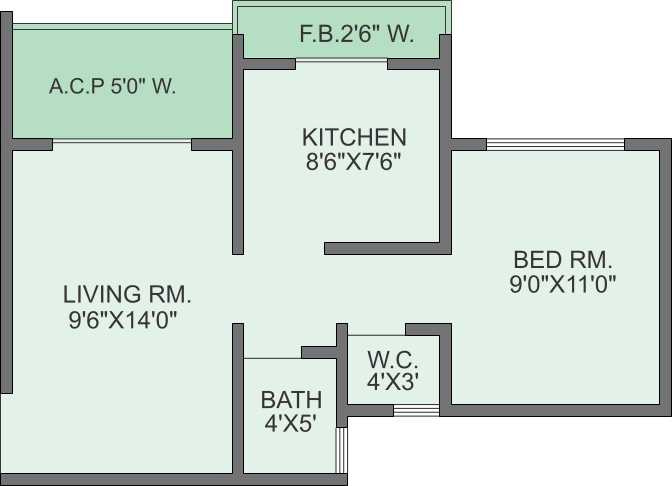 F.B.2'6" W.
A.C.P 5'0" W.
KITCHEN
8'6"X7'6"
BED RM.
9'0"X11'0"
LIVING RM.
9'6"X14'0"
W.C.
4'X3'
BATH
4'X5'